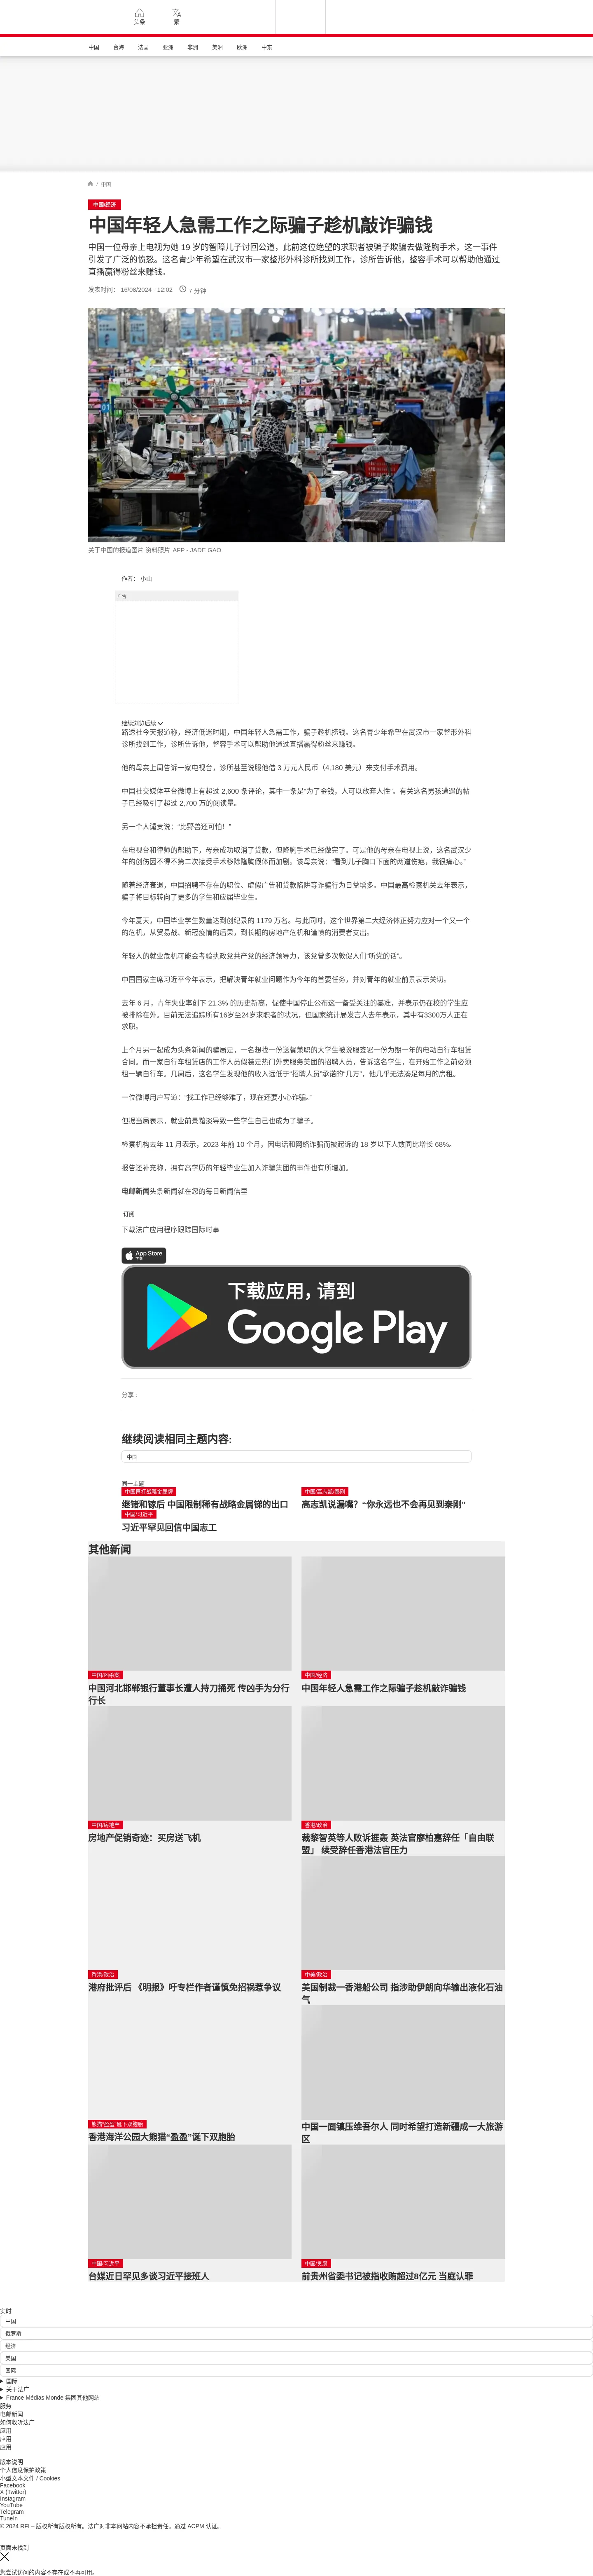 头条
繁
中国
台海
法国
亚洲
非洲
美洲
欧洲
中东
/ 中国
中国/经济
中国年轻人急需工作之际骗子趁机敲诈骗钱
中国一位母亲上电视为她 19 岁的智障儿子讨回公道，此前这位绝望的求职者被骗子欺骗去做隆胸手术，这一事件
引发了广泛的愤怒。这名青少年希望在武汉市一家整形外科诊所找到工作，诊所告诉他，整容手术可以帮助他通过
直播赢得粉丝来赚钱。
发表时间： 16/08/2024 - 12:02
7 分钟
关于中国的报道图片 资料照片 AFP - JADE GAO
作者： 小山
广告
继续浏览后续
路透社今天报道称，经济低迷时期，中国年轻人急需工作，骗子趁机捞钱。这名青少年希望在武汉市一家整形外科
诊所找到工作，诊所告诉他，整容手术可以帮助他通过直播赢得粉丝来赚钱。
他的母亲上周告诉一家电视台，诊所甚至说服他借 3 万元人民币（4,180 美元）来支付手术费用。
中国社交媒体平台微博上有超过 2,600 条评论，其中一条是“为了金钱，人可以放弃人性”。有关这名男孩遭遇的帖
子已经吸引了超过 2,700 万的阅读量。
另一个人谴责说：“比野兽还可怕！”
在电视台和律师的帮助下，母亲成功取消了贷款，但隆胸手术已经做完了。可是他的母亲在电视上说，这名武汉少
年的创伤因不得不第二次接受手术移除隆胸假体而加剧。该母亲说：“看到儿子胸口下面的两道伤疤，我很痛心。”
随着经济衰退，中国招聘不存在的职位、虚假广告和贷款陷阱等诈骗行为日益增多。中国最高检察机关去年表示，
骗子将目标转向了更多的学生和应届毕业生。
今年夏天，中国毕业学生数量达到创纪录的 1179 万名。与此同时，这个世界第二大经济体正努力应对一个又一个
的危机，从贸易战、新冠疫情的后果，到长期的房地产危机和谨慎的消费者支出。
年轻人的就业危机可能会考验执政党共产党的经济领导力，该党曾多次敦促人们“听党的话”。
中国国家主席习近平今年表示，把解决青年就业问题作为今年的首要任务，并对青年的就业前景表示关切。
去年 6 月，青年失业率创下 21.3% 的历史新高，促使中国停止公布这一备受关注的基准，并表示仍在校的学生应
被排除在外。目前无法追踪所有16岁至24岁求职者的状况，但国家统计局发言人去年表示，其中有3300万人正在
求职。
上个月另一起成为头条新闻的骗局是，一名想找一份送餐兼职的大学生被说服签署一份为期一年的电动自行车租赁
合同。而一家自行车租赁店的工作人员假装是热门外卖服务美团的招聘人员，告诉这名学生，在开始工作之前必须
租一辆自行车。几周后，这名学生发现他的收入远低于“招聘人员”承诺的“几万”，他几乎无法凑足每月的房租。
一位微博用户写道：“找工作已经够难了，现在还要小心诈骗。”
但据当局表示，就业前景黯淡导致一些学生自己也成为了骗子。
检察机构去年 11 月表示，2023 年前 10 个月，因电话和网络诈骗而被起诉的 18 岁以下人数同比增长 68%。
报告还补充称，拥有高学历的年轻毕业生加入诈骗集团的事件也有所增加。
电邮新闻头条新闻就在您的每日新闻信里
订阅
下载法广应用程序跟踪国际时事
App Store
下载
下载应用，请到
Google Play
分享 :
继续阅读相同主题内容:
中国
同一主题
中国再打战略金属牌
继锗和镓后 中国限制稀有战略金属锑的出口
中国/高志凯/秦刚
高志凯说漏嘴？“你永远也不会再见到秦刚”
中国/习近平
习近平罕见回信中国志工
其他新闻
中国/凶杀案
中国河北邯郸银行董事长遭人持刀捅死 传凶手为分行
行长
中国/经济
中国年轻人急需工作之际骗子趁机敲诈骗钱
中国/房地产
房地产促销奇迹：买房送飞机
香港/政治
裁黎智英等人败诉捱轰 英法官廖柏嘉辞任「自由联
盟」 续受辞任香港法官压力
香港/政治
港府批评后 《明报》吁专栏作者谨慎免招祸惹争议
中美/政治
美国制裁一香港船公司 指涉助伊朗向华输出液化石油
气
熊猫“盈盈”诞下双胞胎
香港海洋公园大熊猫“盈盈”诞下双胞胎
中国一面镇压维吾尔人 同时希望打造新疆成一大旅游
区
中国/习近平
台媒近日罕见多谈习近平接班人
中国/贪腐
前贵州省委书记被指收贿超过8亿元 当庭认罪
实时
中国
俄罗斯
经济
美国
国际
国际
关于法广
France Médias Monde 集团其他网站
服务
电邮新闻
如何收听法广
应用
应用
应用
版本说明
个人信息保护政策
小型文本文件 / Cookies
Facebook
X (Twitter)
Instagram
YouTube
Telegram
TuneIn
© 2024 RFI – 版权所有版权所有。法广对非本网站内容不承担责任。通过 ACPM 认证。
页面未找到
您尝试访问的内容不存在或不再可用。